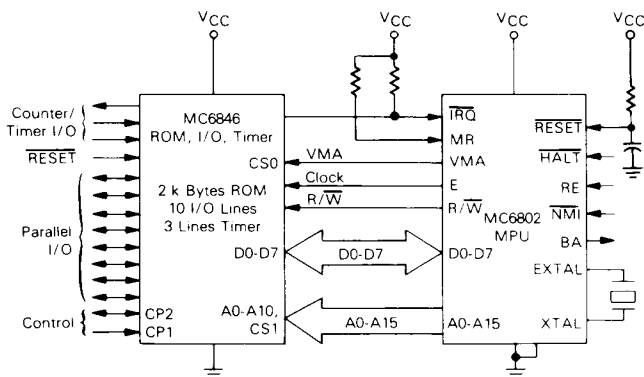 VCC
VCC
VCC
VCC
Counter/
Timer I/O
RESET
Parallel
I/O
Control
MC6846
ROM, I/O, Timer
CS0
2 k Bytes ROM
10 I/O Lines
3 Lines Timer
D0-D7
A0-A10,
CS1
CP2
CP1
VMA
Clock
R/W
D0-D7
A0-A15
IRQ
MR
VMA
E
R/W
MC6802
MPU
D0-D7
A0-A15
RESET
HALT
RE
NMI
BA
EXTAL
XTAL